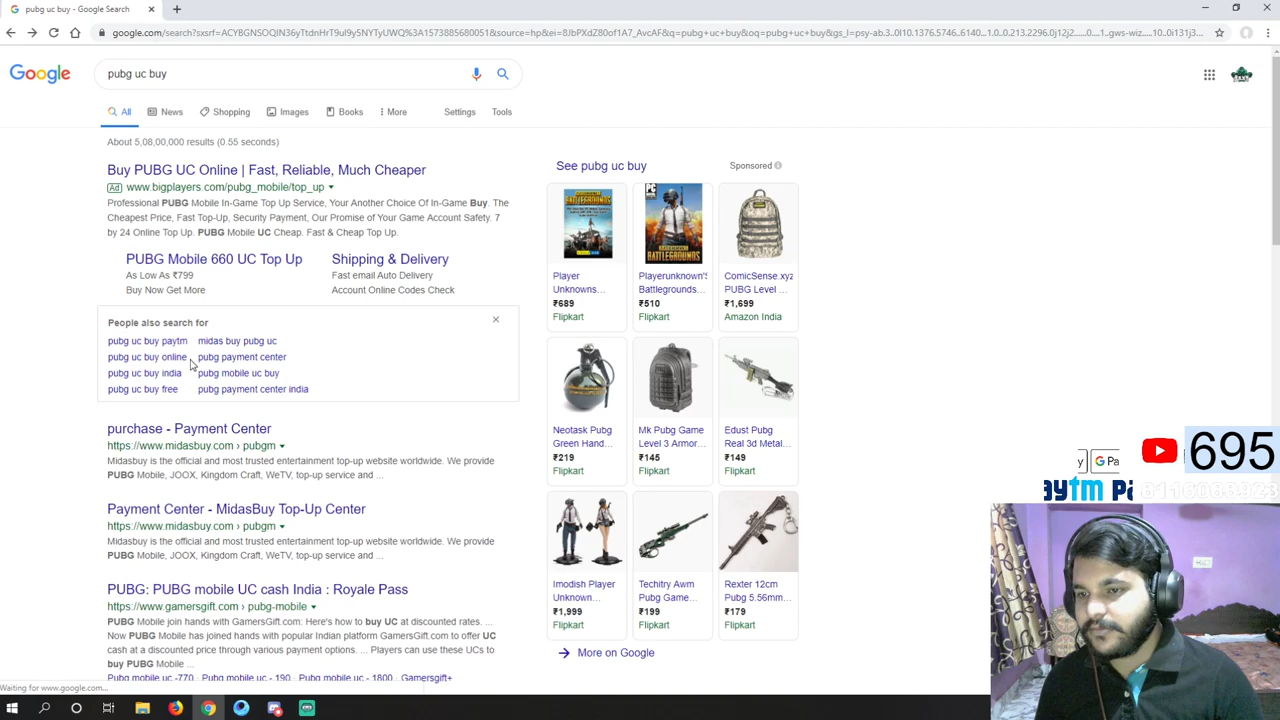 pubg uc buy - Google Search
google.com/search?sxsrf=ACYBGNSOQIN36yTtdnHrT9ul9y5NYTyUWQ%3A1573885680051&source=hp&ei=8JbPXdZ80of1A7_AvcAF&q=pubg+uc+buy&oq=pubg+uc+buy&gs_l=psy-ab.3..0l10.1376.5746..6140...1.0..0.213.2296.0j12j2......0....1..gws-wiz.....10..0i131j3...
Google
pubg uc buy
All News Shopping Images Books More Settings Tools
About 5,08,00,000 results (0.55 seconds)
Buy PUBG UC Online | Fast, Reliable, Much Cheaper
Ad www.bigplayers.com/pubg_mobile/top_up
Professional PUBG Mobile In-Game Top Up Service, Your Another Choice Of In-Game Buy. The
Cheapest Price, Fast Top-Up, Security Payment, Our Promise of Your Game Account Safety. 7
by 24 Online Top Up. PUBG Mobile UC Cheap. Fast & Cheap Top Up.
PUBG Mobile 660 UC Top Up
As Low As ₹799
Buy Now Get More
Shipping & Delivery
Fast email Auto Delivery
Account Online Codes Check
People also search for
pubg uc buy paytm midas buy pubg uc
pubg uc buy online pubg payment center
pubg uc buy india pubg mobile uc buy
pubg uc buy free pubg payment center india
purchase - Payment Center
https://www.midasbuy.com › pubgm
Midasbuy is the official and most trusted entertainment top-up website worldwide. We provide
PUBG Mobile, JOOX, Kingdom Craft, WeTV, top-up service and ...
Payment Center - MidasBuy Top-Up Center
https://www.midasbuy.com › pubgm
Midasbuy is the official and most trusted entertainment top-up website worldwide. We provide
PUBG Mobile, JOOX, Kingdom Craft, WeTV, top-up service and ...
PUBG: PUBG mobile UC cash India : Royale Pass
https://www.gamersgift.com › pubg-mobile
PUBG Mobile join hands with GamersGift.com: Here's how to buy UC at discounted rates. ...
Now PUBG Mobile has joined hands with popular Indian platform GamersGift.com to offer UC
cash at a discounted price through various payment options. ... Players can use these UCs to
buy PUBG Mobile ...
Pubg mobile uc -770 · Pubg mobile uc - 190 · Pubg mobile uc - 1800 · Gamersgift+
Waiting for www.google.com...
See pubg uc buy
Sponsored
Player
Unknowns...
₹689
Flipkart
Playerunknown's
Battlegrounds...
₹510
Flipkart
ComicSense.xyz
PUBG Level ...
₹1,699
Amazon India
Neotask Pubg
Green Hand...
₹219
Flipkart
Mk Pubg Game
Level 3 Armor...
₹145
Flipkart
Edust Pubg
Real 3d Metal...
₹149
Flipkart
Imodish Player
Unknown...
₹1,999
Flipkart
Techitry Awm
Pubg Game...
₹199
Flipkart
Rexter 12cm
Pubg 5.56mm...
₹179
Flipkart
More on Google
695
y G Pa
aytm Pa